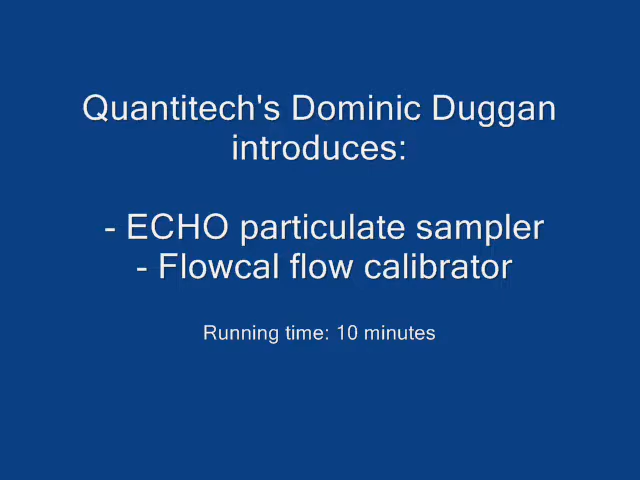 Quantitech's Dominic Duggan
introduces:
- ECHO particulate sampler
- Flowcal flow calibrator
Running time: 10 minutes